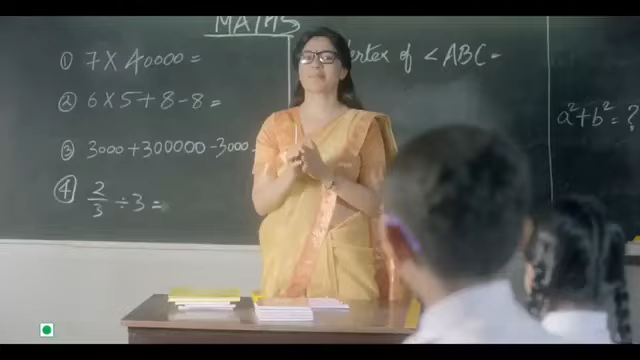 MATHS
① 7 × 40000 =
② 6 × 5 + 8 - 8 =
③ 3000 + 300000 - 3000
④ 2/3 ÷ 3 =
vertex of ∠ABC =
a² + b² = ?